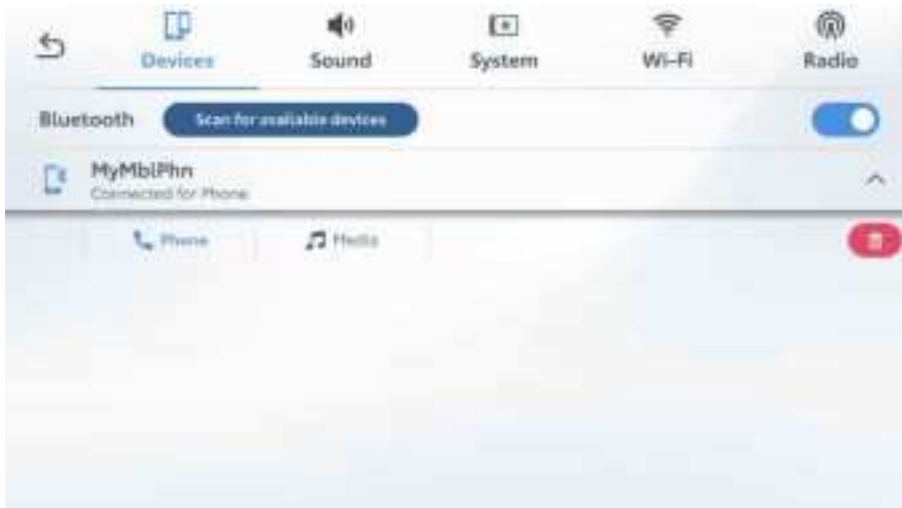 Devices Sound System Wi-Fi Radio
Bluetooth Scan for available devices
MyMblPhn
Connected for Phone
Phone Media